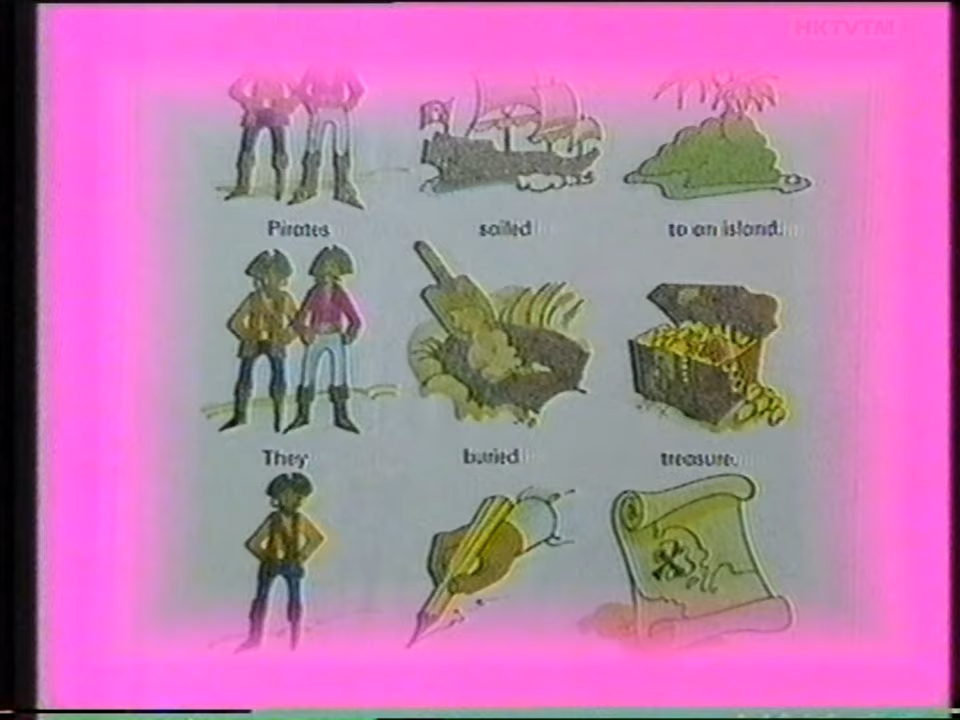 HKTVTM
Pirates sailed to an island.
They buried treasure.